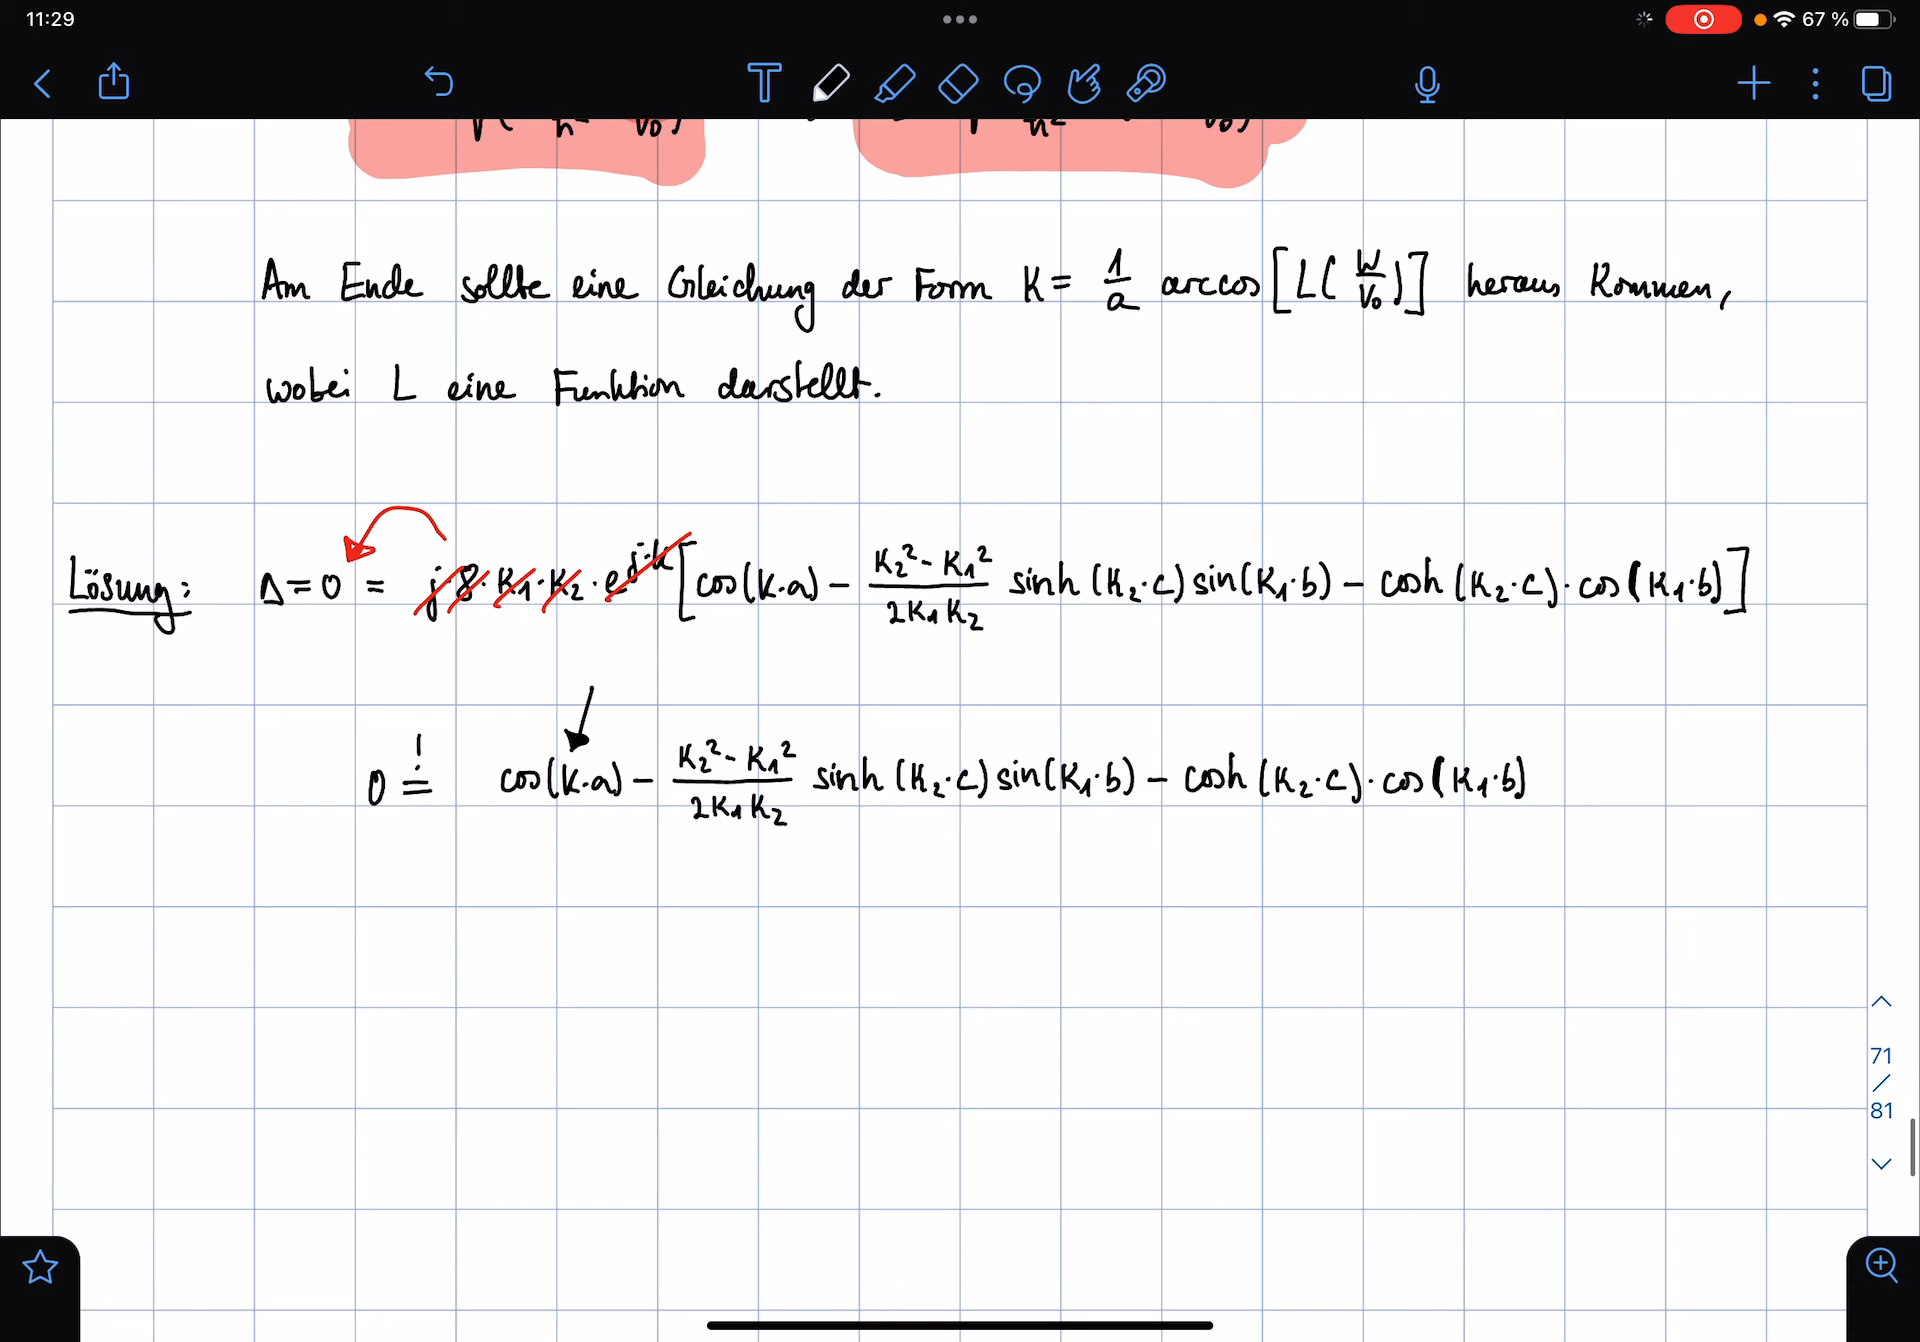 11:29
67 %
Am Ende sollte eine Gleichung der Form K = 1/a arccos [L(W/V₀)] heraus kommen,
wobei L eine Funktion darstellt.
Lösung: Δ = 0 = j·8·K₁·K₂·e^(j·k) [cos(k·a) − (K₂² − K₁²)/(2K₁K₂) sinh(K₂·c) sin(K₁·b) − cosh(K₂·c)·cos(K₁·b)]
0 =! cos(k·a) − (K₂² − K₁²)/(2K₁K₂) sinh(K₂·c) sin(K₁·b) − cosh(K₂·c)·cos(K₁·b)
71
/
81